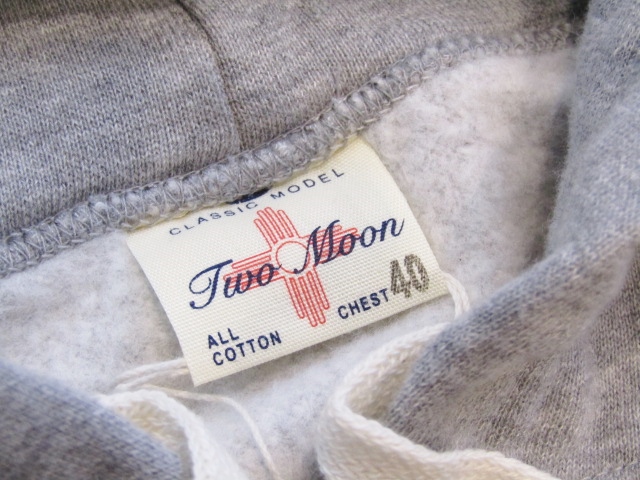 CLASSIC MODEL
Two Moon
ALL
COTTON
CHEST 40